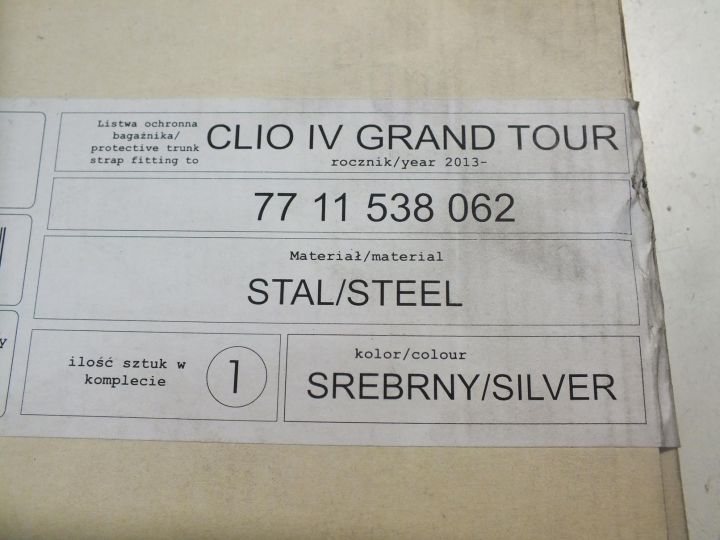 Listwa ochronna
bagażnika/
protective trunk
strap fitting to
CLIO IV GRAND TOUR
rocznik/year 2013-
77 11 538 062
Materiał/material
STAL/STEEL
ilość sztuk w
komplecie
1
kolor/colour
SREBRNY/SILVER